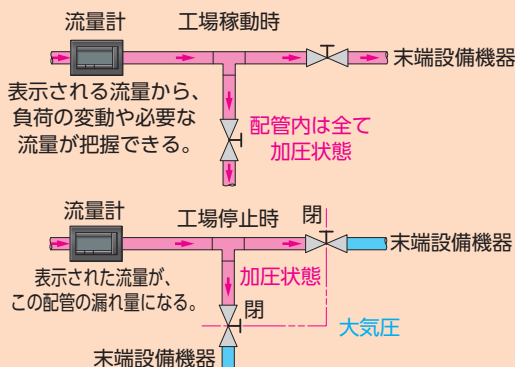 流量計
工場稼動時
末端設備機器
表示される流量から、
負荷の変動や必要な
流量が把握できる。
配管内は全て
加圧状態
流量計
工場停止時
閉
末端設備機器
表示された流量が、
この配管の漏れ量になる。
加圧状態
閉
大気圧
末端設備機器